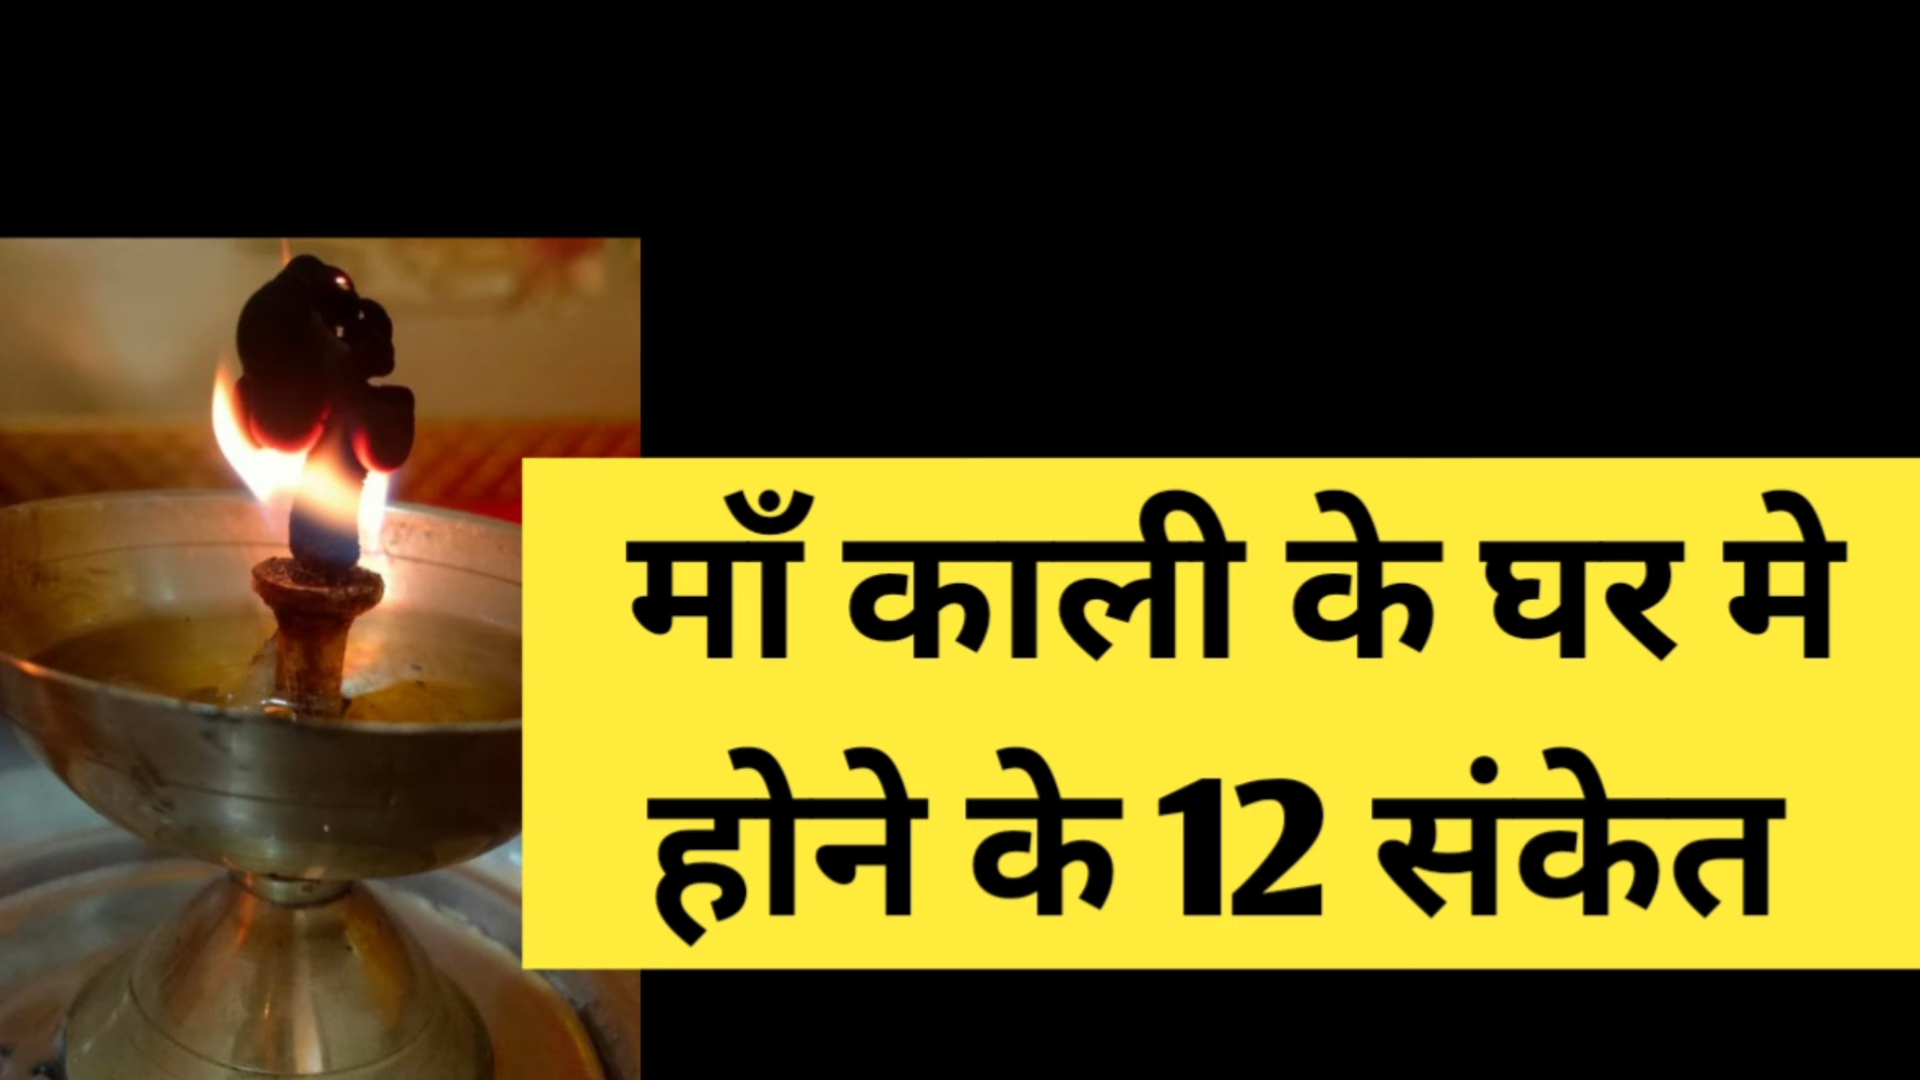 माँ काली के घर मे
होने के 12 संकेत